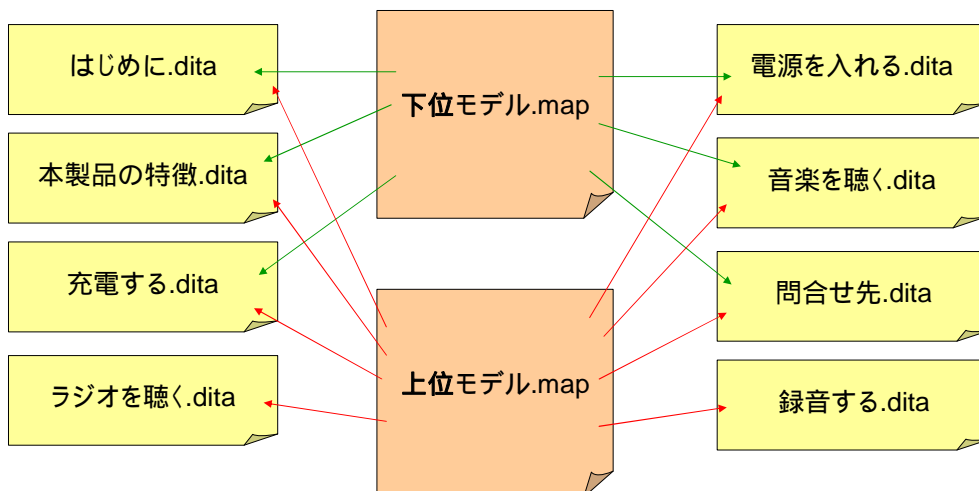 はじめに.dita
本製品の特徴.dita
充電する.dita
ラジオを聴く.dita
下位モデル.map
上位モデル.map
電源を入れる.dita
音楽を聴く.dita
問合せ先.dita
録音する.dita